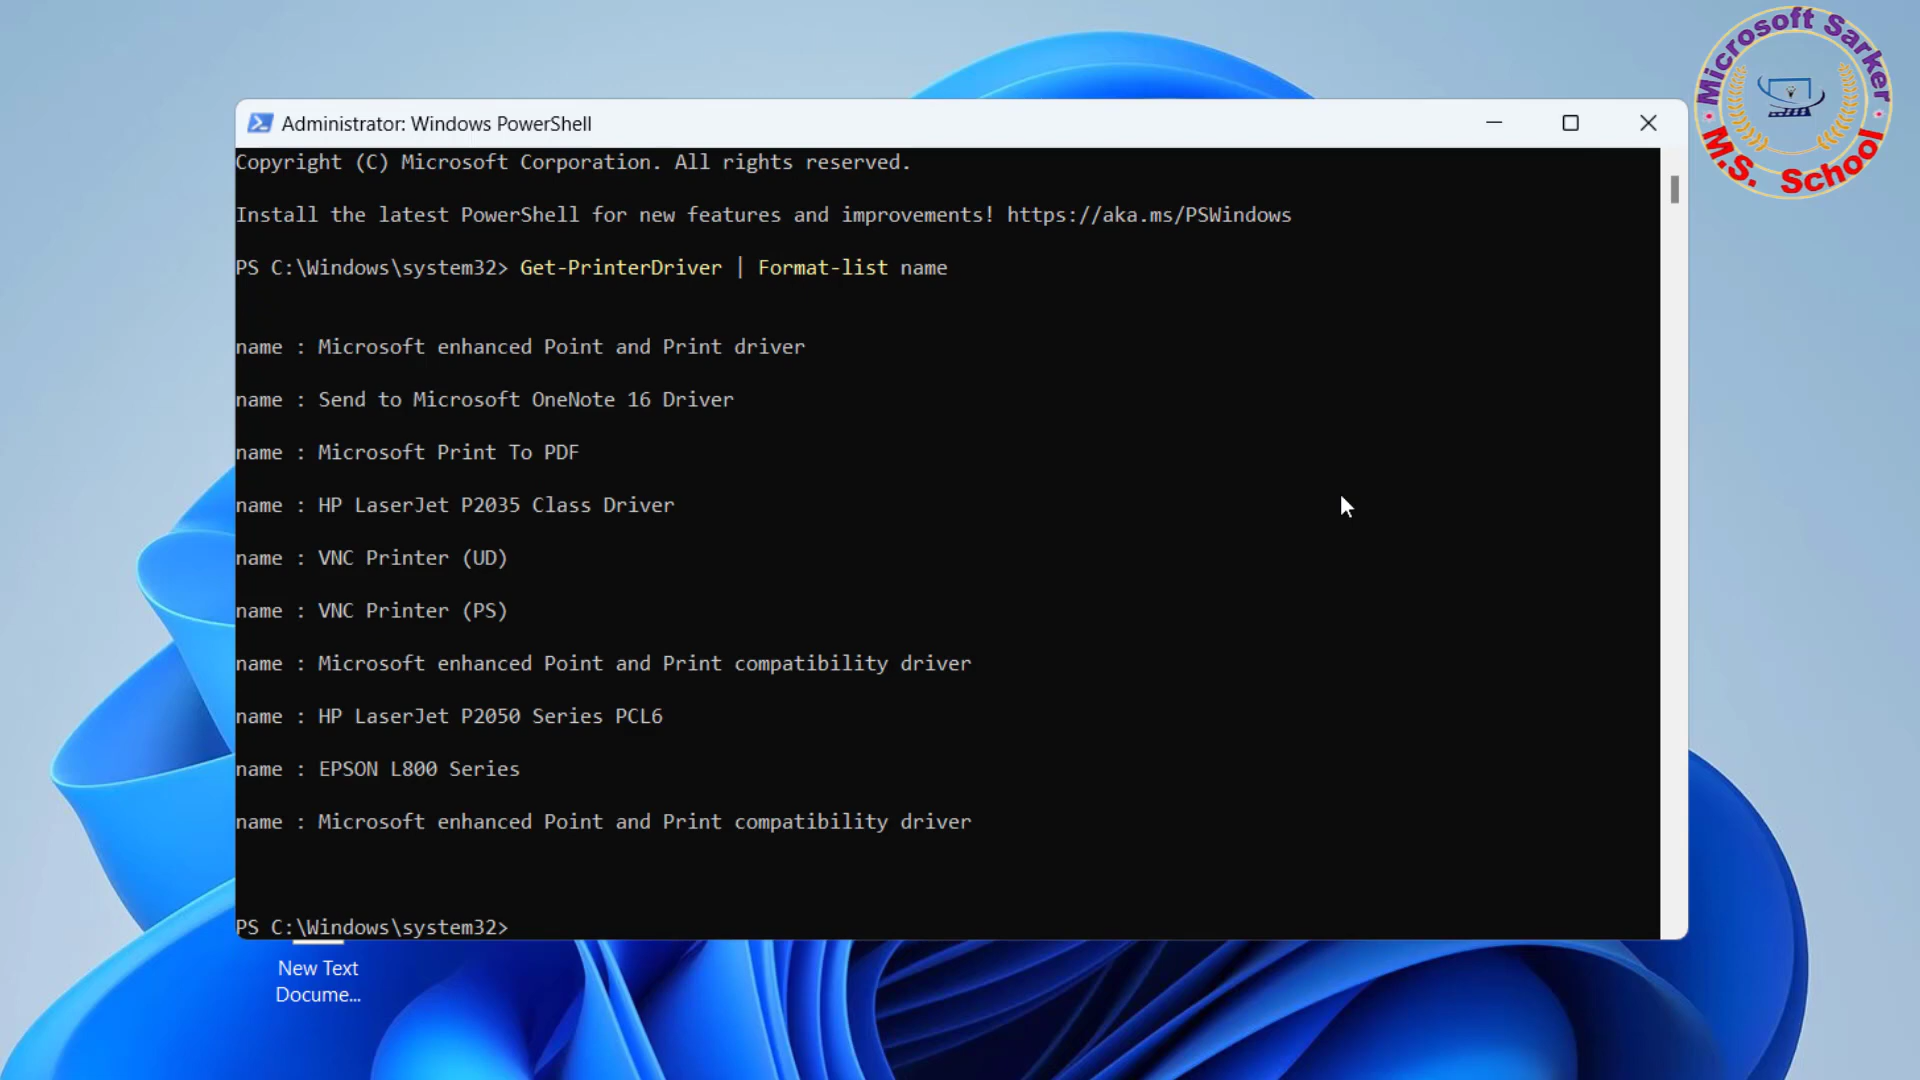 Microsoft Sarker
M.S. School
Administrator: Windows PowerShell
Copyright (C) Microsoft Corporation. All rights reserved.
Install the latest PowerShell for new features and improvements! https://aka.ms/PSWindows
PS C:\Windows\system32> Get-PrinterDriver | Format-list name
name : Microsoft enhanced Point and Print driver
name : Send to Microsoft OneNote 16 Driver
name : Microsoft Print To PDF
name : HP LaserJet P2035 Class Driver
name : VNC Printer (UD)
name : VNC Printer (PS)
name : Microsoft enhanced Point and Print compatibility driver
name : HP LaserJet P2050 Series PCL6
name : EPSON L800 Series
name : Microsoft enhanced Point and Print compatibility driver
PS C:\Windows\system32>
New Text
Docume...